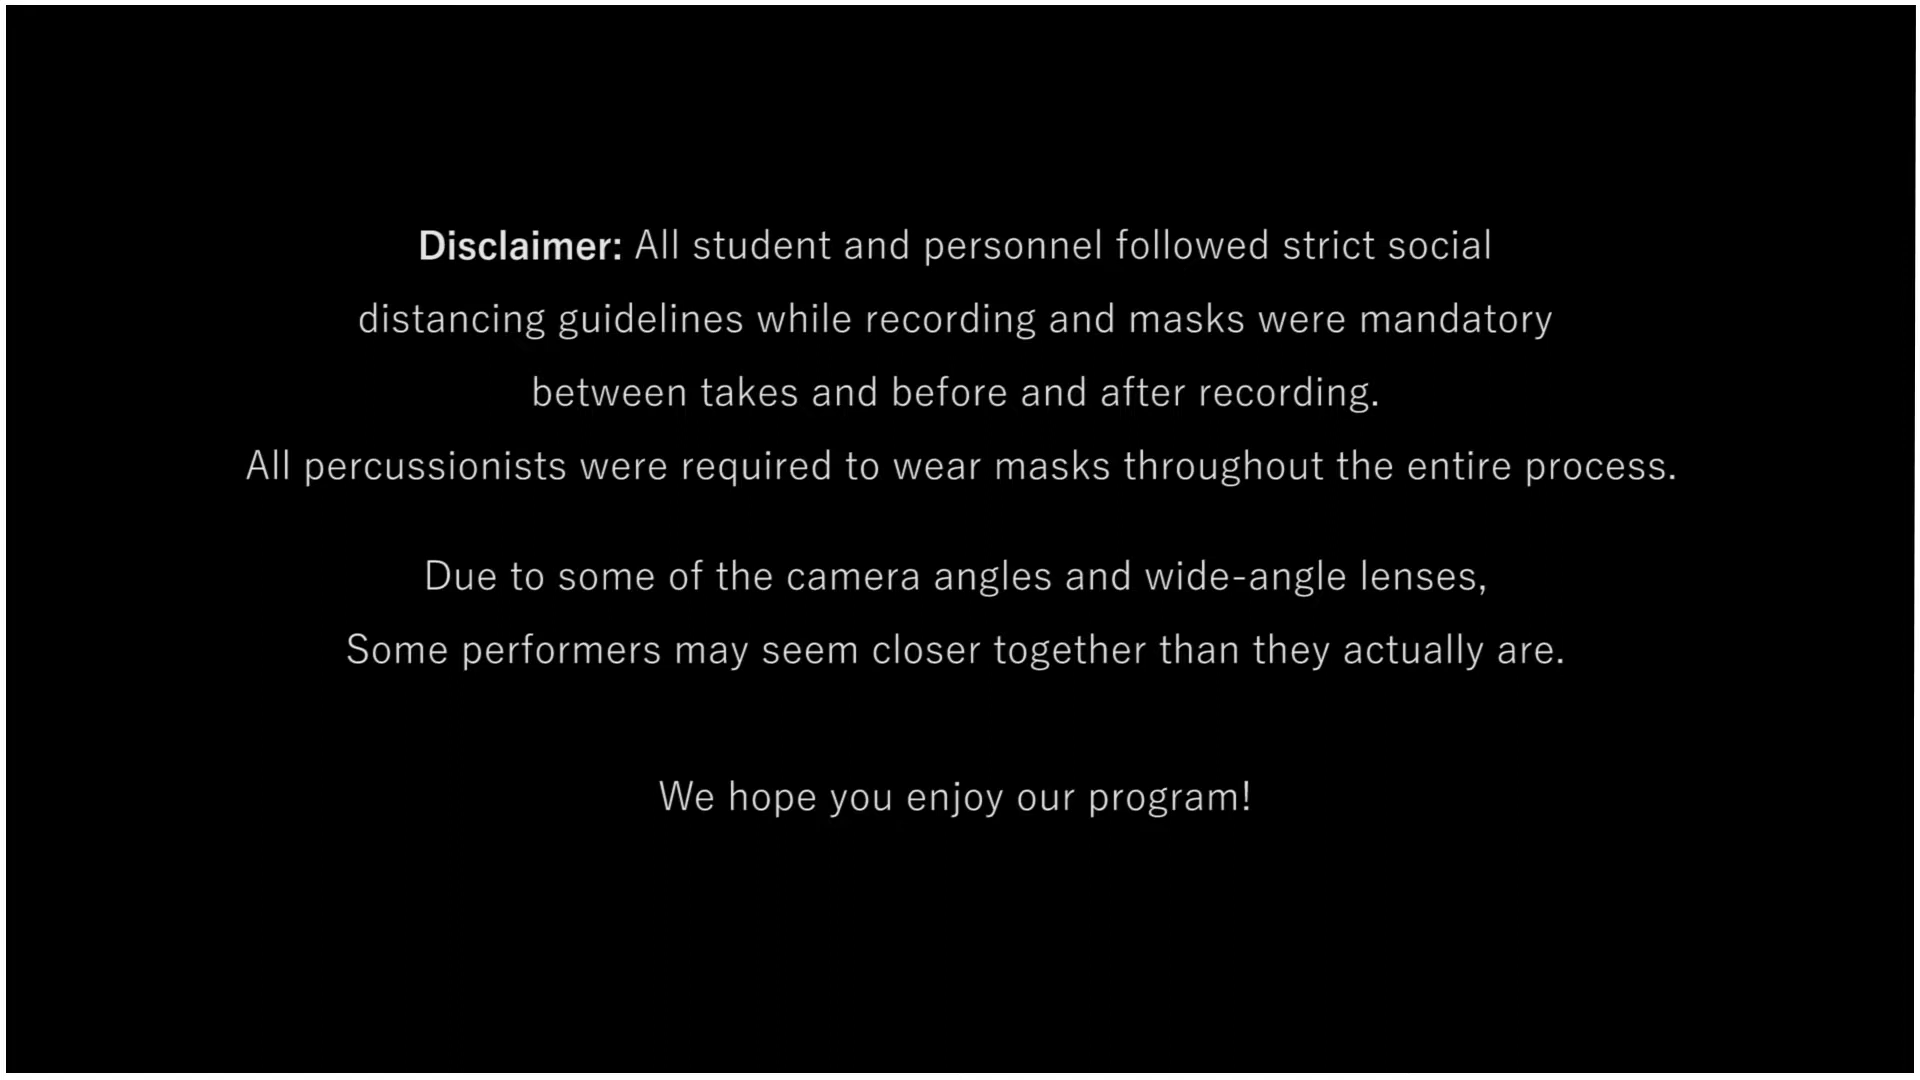 Disclaimer: All student and personnel followed strict social
distancing guidelines while recording and masks were mandatory
between takes and before and after recording.
All percussionists were required to wear masks throughout the entire process.
Due to some of the camera angles and wide-angle lenses,
Some performers may seem closer together than they actually are.
We hope you enjoy our program!